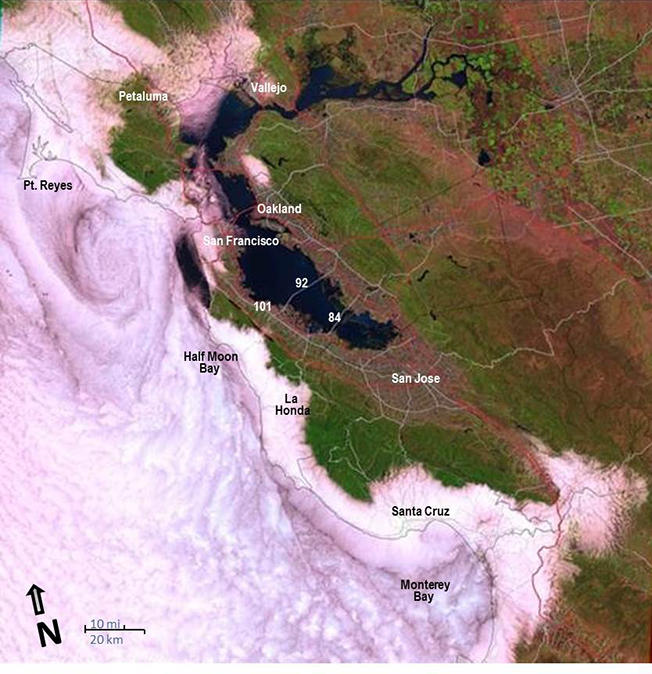 Vallejo
Petaluma
Pt. Reyes
Oakland
San Francisco
92
101
84
Half Moon
Bay
San Jose
La
Honda
Santa Cruz
Monterey
Bay
N
10 mi
20 km